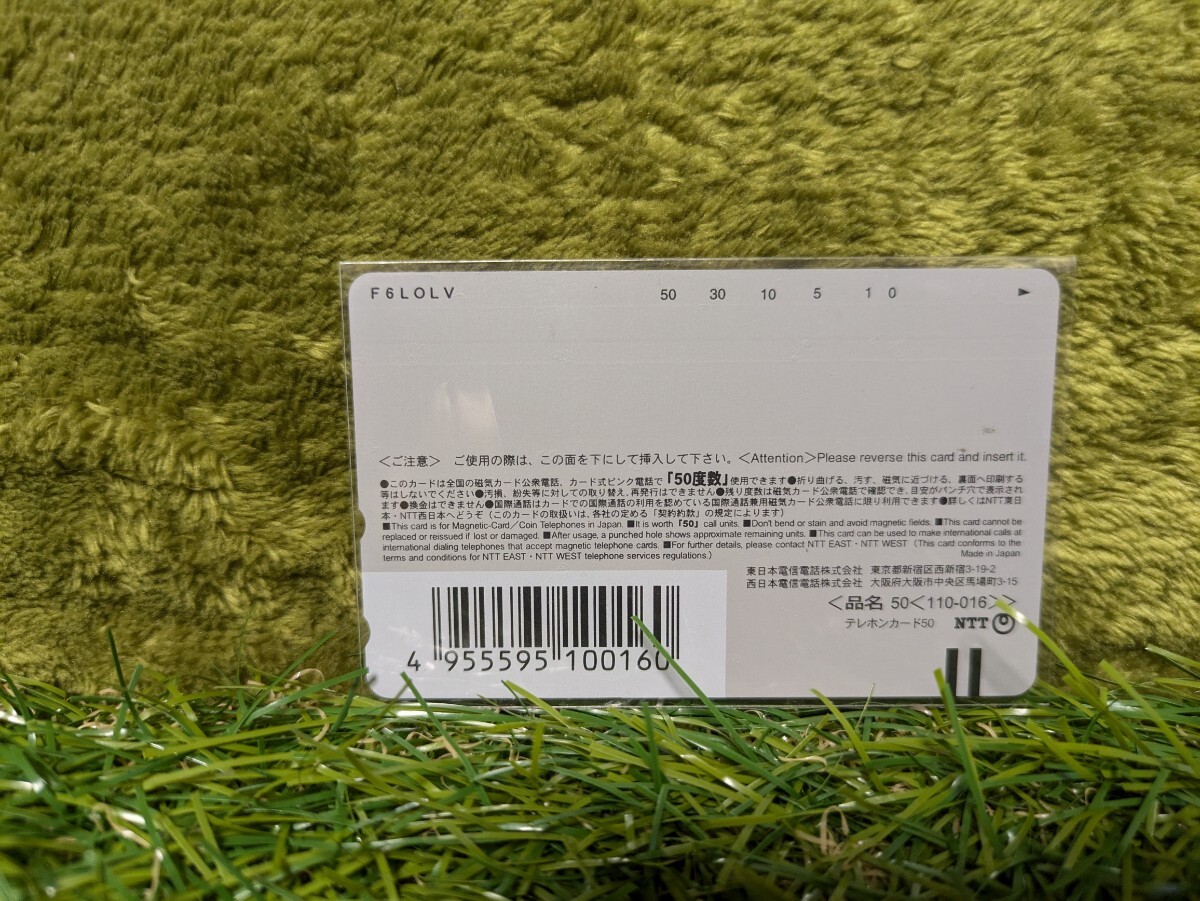 F6LOLV 50 30 10 5 1 0 ►
<ご注意> ご使用の際は、この面を下にして挿入して下さい。<Attention>Please reverse this card and insert it.
●このカードは全国の磁気カード公衆電話、カード式ピンク電話で「50度数」使用できます●折り曲げる、汚す、磁気に近づける、裏面へ印刷する
等はしないでください●汚損、紛失等に対しての取り替え、再発行はできません●残り度数は磁気カード公衆電話で確認でき、目安がパンチ穴で表示され
ます●換金はできません●国際通話はカードでの国際通話の利用を認めている国際通話兼用磁気カード公衆電話に限り利用できます●詳しくはNTT東日
本・NTT西日本へどうぞ（このカードの取扱いは、各社の定める「契約約款」の規定によります）
■This card is for Magnetic-Card／Coin Telephones in Japan. ■It is worth「50」call units. ■Don't bend or stain and avoid magnetic fields. ■This card cannot be
replaced or reissued if lost or damaged. ■After usage, a punched hole shows approximate remaining units. ■This card can be used to make international calls at
international dialing telephones that accept magnetic telephone cards. ■For further details, please contact NTT EAST・NTT WEST（This card conforms to the
terms and conditions for NTT EAST・NTT WEST telephone services regulations.） Made in Japan
東日本電信電話株式会社 東京都新宿区西新宿3-19-2
西日本電信電話株式会社 大阪府大阪市中央区馬場町3-15
<品名 50<110-016>>
テレホンカード50 NTT
4 955595 100160